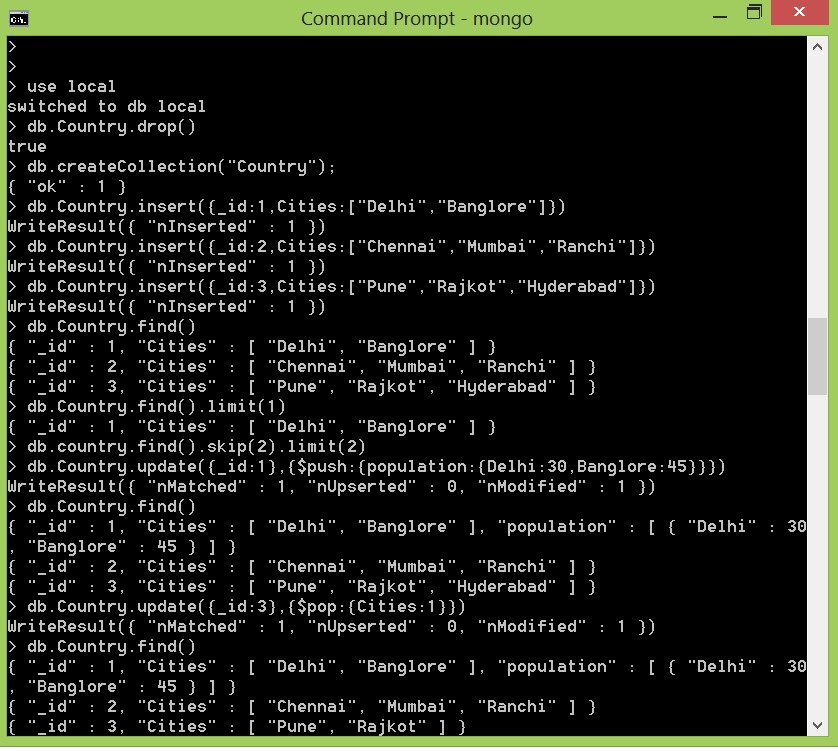 Command Prompt - mongo
>
>
> use local
switched to db local
> db.Country.drop()
true
> db.createCollection("Country");
{ "ok" : 1 }
> db.Country.insert({_id:1,Cities:["Delhi","Banglore"]})
WriteResult({ "nInserted" : 1 })
> db.Country.insert({_id:2,Cities:["Chennai","Mumbai","Ranchi"]})
WriteResult({ "nInserted" : 1 })
> db.Country.insert({_id:3,Cities:["Pune","Rajkot","Hyderabad"]})
WriteResult({ "nInserted" : 1 })
> db.Country.find()
{ "_id" : 1, "Cities" : [ "Delhi", "Banglore" ] }
{ "_id" : 2, "Cities" : [ "Chennai", "Mumbai", "Ranchi" ] }
{ "_id" : 3, "Cities" : [ "Pune", "Rajkot", "Hyderabad" ] }
> db.Country.find().limit(1)
{ "_id" : 1, "Cities" : [ "Delhi", "Banglore" ] }
> db.country.find().skip(2).limit(2)
> db.Country.update({_id:1},{$push:{population:{Delhi:30,Banglore:45}}})
WriteResult({ "nMatched" : 1, "nUpserted" : 0, "nModified" : 1 })
> db.Country.find()
{ "_id" : 1, "Cities" : [ "Delhi", "Banglore" ], "population" : [ { "Delhi" : 30
, "Banglore" : 45 } ] }
{ "_id" : 2, "Cities" : [ "Chennai", "Mumbai", "Ranchi" ] }
{ "_id" : 3, "Cities" : [ "Pune", "Rajkot", "Hyderabad" ] }
> db.Country.update({_id:3},{$pop:{Cities:1}})
WriteResult({ "nMatched" : 1, "nUpserted" : 0, "nModified" : 1 })
> db.Country.find()
{ "_id" : 1, "Cities" : [ "Delhi", "Banglore" ], "population" : [ { "Delhi" : 30
, "Banglore" : 45 } ] }
{ "_id" : 2, "Cities" : [ "Chennai", "Mumbai", "Ranchi" ] }
{ "_id" : 3, "Cities" : [ "Pune", "Rajkot" ] }